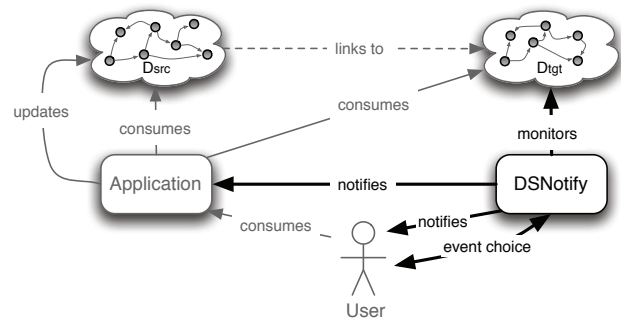 links to
Dsrc
Dtgt
updates
consumes
consumes
monitors
Application
notifies
DSNotify
consumes
notifies
event choice
User